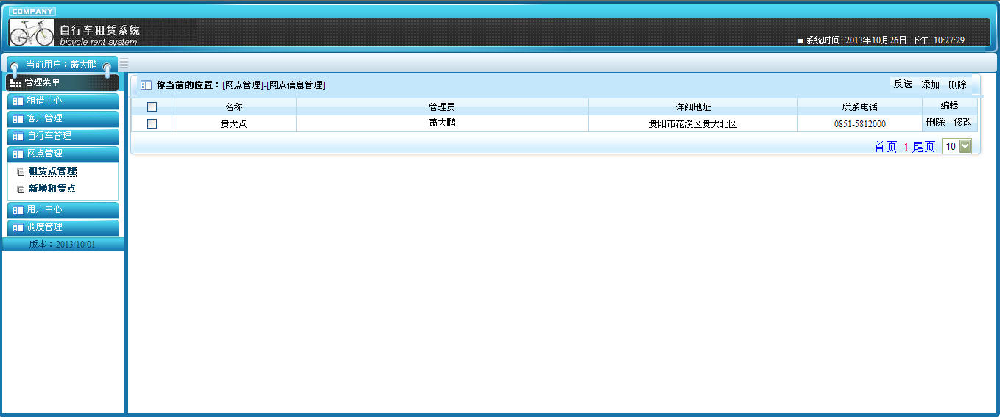 COMPANY
自行车租赁系统
bicycle rent system
■ 系统时间: 2013年10月26日 下午 10:27:29
当前用户：萧大鹏
管理菜单
租借中心
客户管理
自行车管理
网点管理
租赁点管理
新增租赁点
用户中心
调度管理
版本：2013/10/01
你当前的位置：[网点管理]-[网点信息管理]
反选 添加 删除
名称 管理员 详细地址 联系电话 编辑
贵大点 萧大鹏 贵阳市花溪区贵大北区 0851-5812000 删除 修改
首页 1 尾页 10